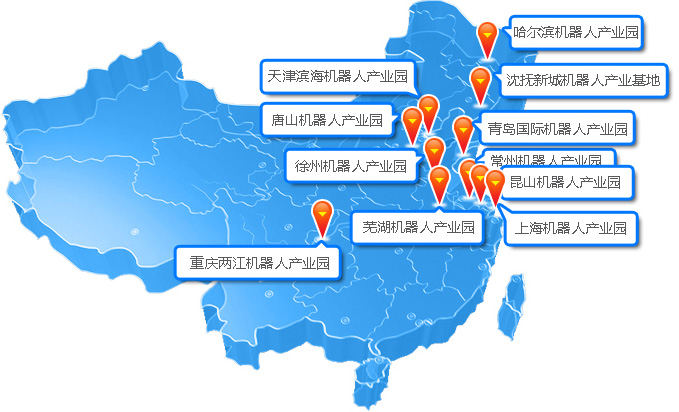 哈尔滨机器人产业园
天津滨海机器人产业园
沈抚新城机器人产业基地
唐山机器人产业园
青岛国际机器人产业园
徐州机器人产业园
常州机器人产业园
昆山机器人产业园
芜湖机器人产业园
上海机器人产业园
重庆两江机器人产业园